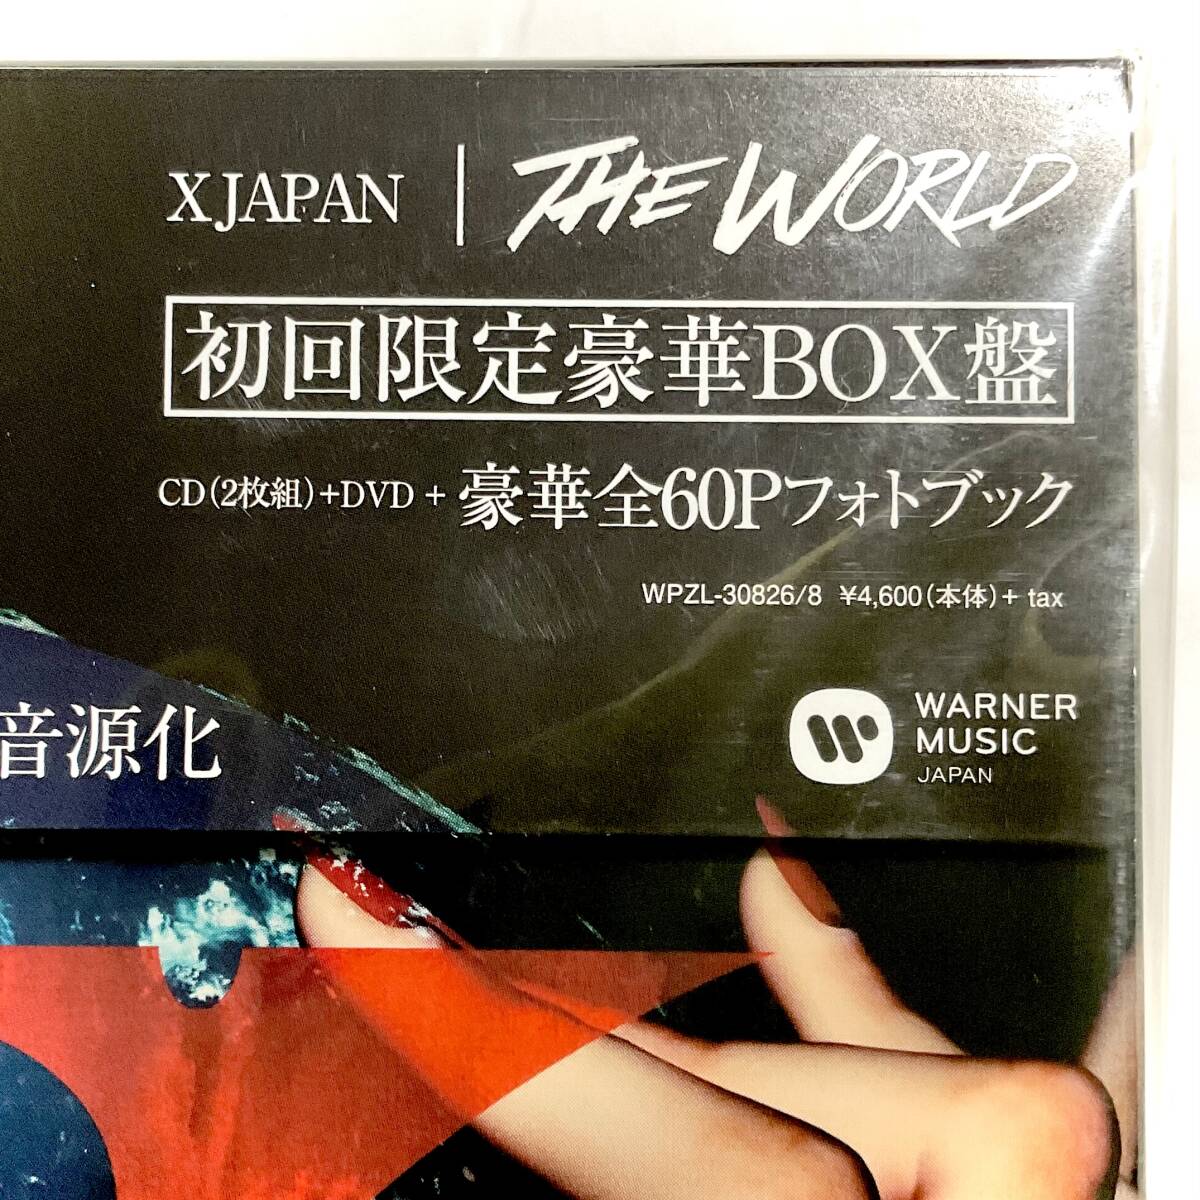 X JAPAN | THE WORLD
初回限定豪華BOX盤
CD(2枚組)+DVD + 豪華全60Pフォトブック
WPZL-30826/8 ¥4,600(本体)+ tax
音源化
WARNER
MUSIC
JAPAN